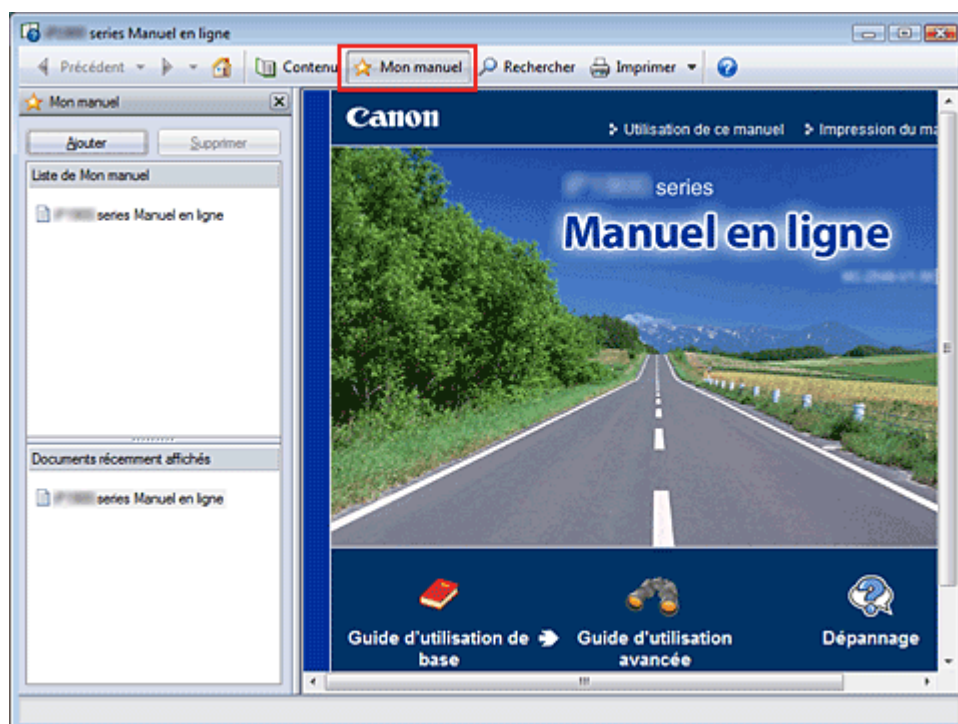 series Manuel en ligne
Précédent
Contenu
Mon manuel
Rechercher
Imprimer
Mon manuel
Ajouter
Supprimer
Liste de Mon manuel
series Manuel en ligne
Documents récemment affichés
series Manuel en ligne
Canon
Utilisation de ce manuel
Impression du ma
series
Manuel en ligne
Guide d'utilisation de
base
Guide d'utilisation
avancée
Dépannage